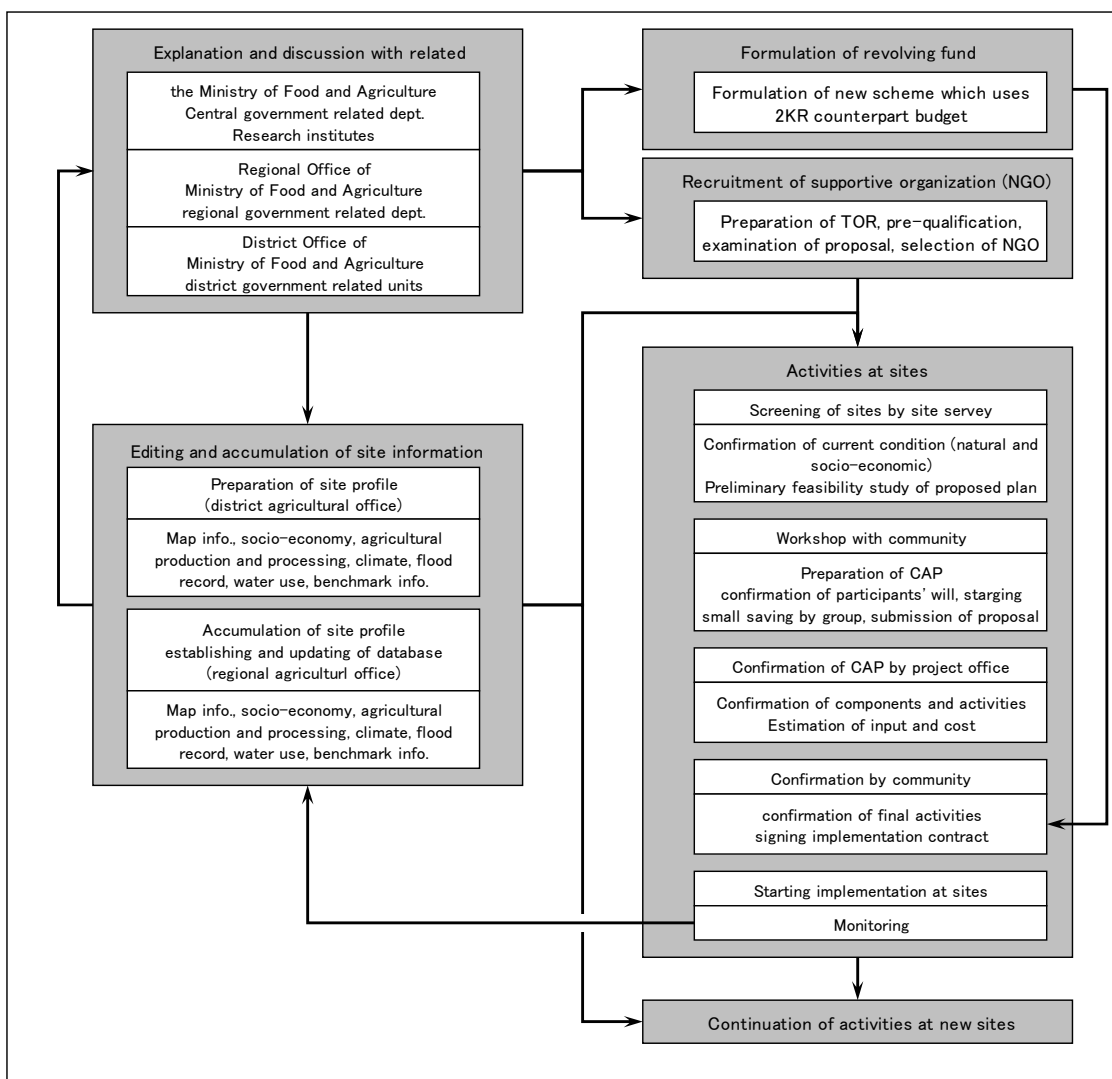 Explanation and discussion with related
the Ministry of Food and Agriculture
Central government related dept.
Research institutes
Regional Office of
Ministry of Food and Agriculture
regional government related dept.
District Office of
Ministry of Food and Agriculture
district government related units
Formulation of revolving fund
Formulation of new scheme which uses
2KR counterpart budget
Recruitment of supportive organization (NGO)
Preparation of TOR, pre-qualification,
examination of proposal, selection of NGO
Editing and accumulation of site information
Preparation of site profile
(district agricultural office)
Map info., socio-economy, agricultural
production and processing, climate, flood
record, water use, benchmark info.
Accumulation of site profile
establishing and updating of database
(regional agriculturl office)
Map info., socio-economy, agricultural
production and processing, climate, flood
record, water use, benchmark info.
Activities at sites
Screening of sites by site servey
Confirmation of current condition (natural and
socio-economic)
Preliminary feasibility study of proposed plan
Workshop with community
Preparation of CAP
confirmation of participants' will, starging
small saving by group, submission of proposal
Confirmation of CAP by project office
Confirmation of components and activities
Estimation of input and cost
Confirmation by community
confirmation of final activities
signing implementation contract
Starting implementation at sites
Monitoring
Continuation of activities at new sites